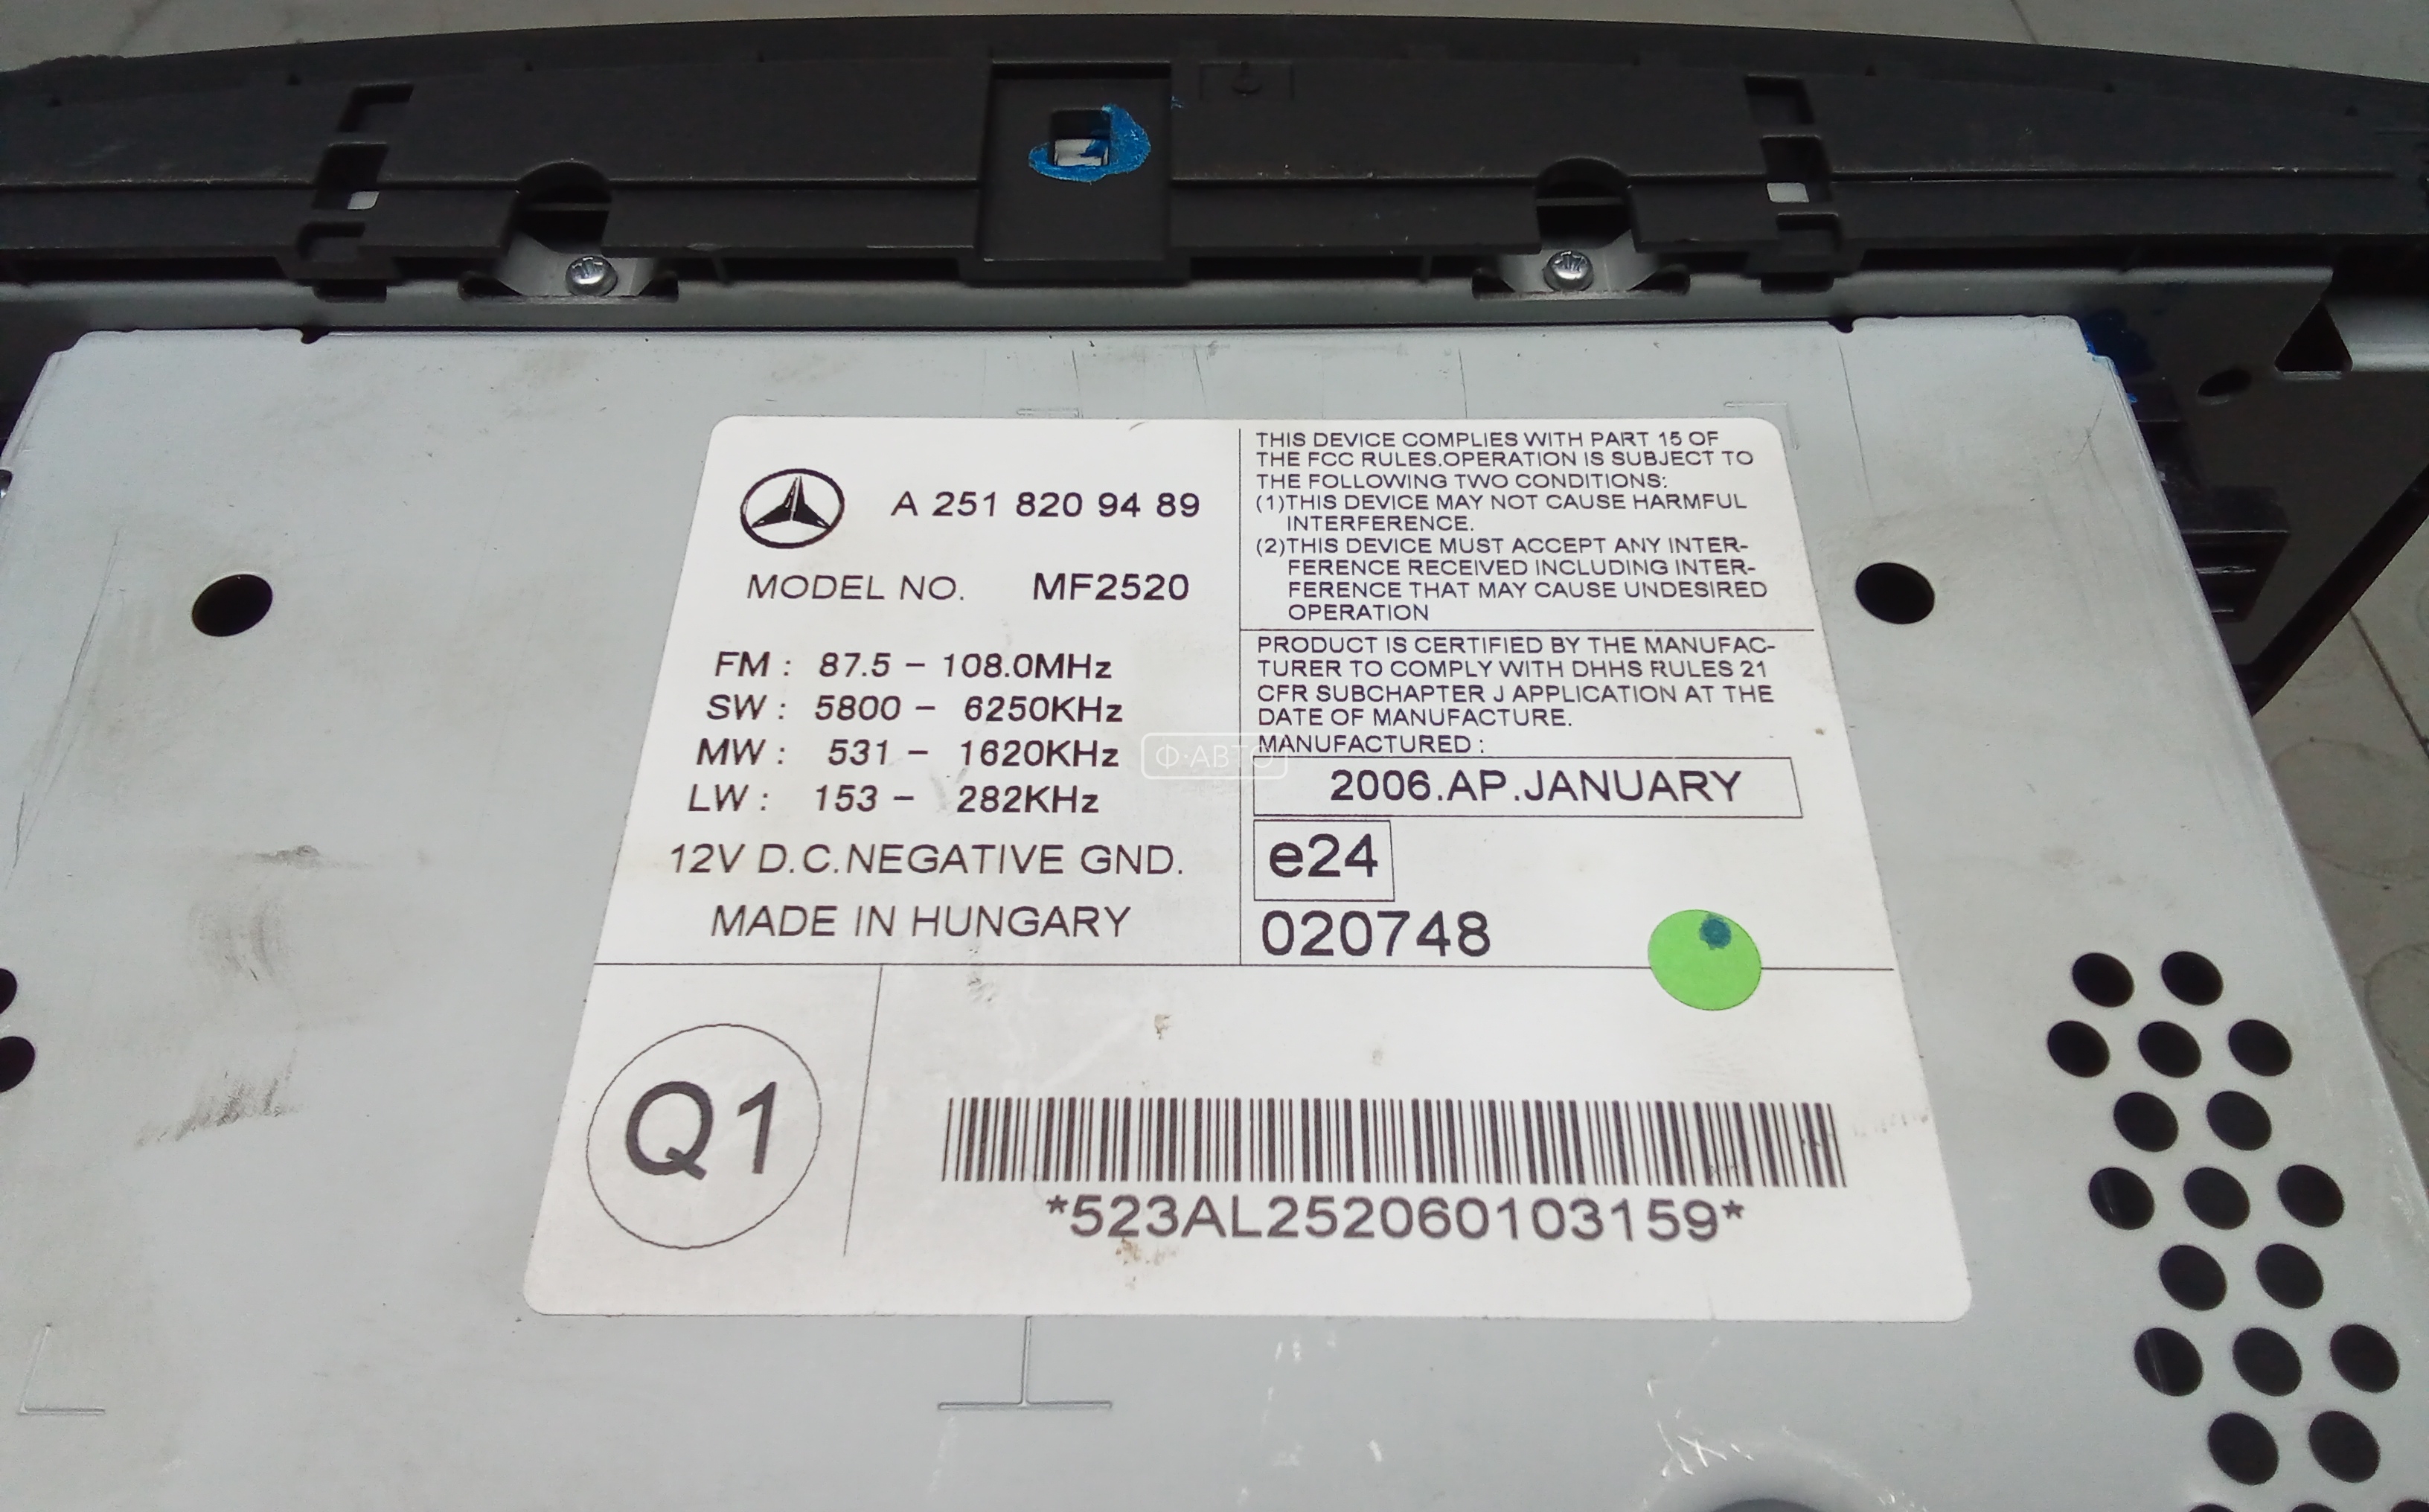 A 251 820 94 89
MODEL NO. MF2520
FM : 87.5 – 108.0MHz
SW : 5800 – 6250KHz
MW : 531 – 1620KHz
LW : 153 – 282KHz
12V D.C.NEGATIVE GND.
MADE IN HUNGARY
THIS DEVICE COMPLIES WITH PART 15 OF
THE FCC RULES.OPERATION IS SUBJECT TO
THE FOLLOWING TWO CONDITIONS:
(1)THIS DEVICE MAY NOT CAUSE HARMFUL
INTERFERENCE.
(2)THIS DEVICE MUST ACCEPT ANY INTER-
FERENCE RECEIVED INCLUDING INTER-
FERENCE THAT MAY CAUSE UNDESIRED
OPERATION
PRODUCT IS CERTIFIED BY THE MANUFAC-
TURER TO COMPLY WITH DHHS RULES 21
CFR SUBCHAPTER J APPLICATION AT THE
DATE OF MANUFACTURE.
MANUFACTURED :
Ф·АВТО
2006.AP.JANUARY
e24
020748
Q1
*523AL252060103159*